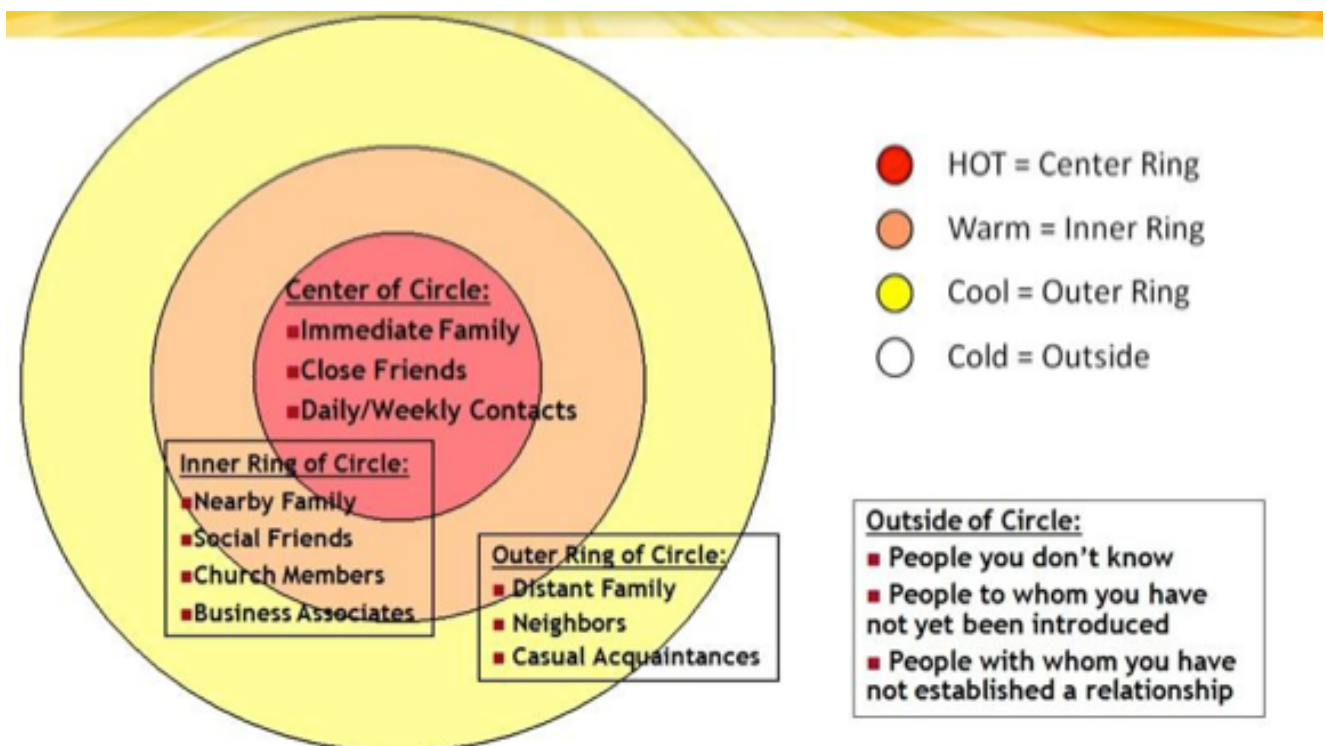 Center of Circle:
▪Immediate Family
▪Close Friends
▪Daily/Weekly Contacts
Inner Ring of Circle:
▪Nearby Family
▪Social Friends
▪Church Members
▪Business Associates
Outer Ring of Circle:
▪ Distant Family
▪ Neighbors
▪ Casual Acquaintances
HOT = Center Ring
Warm = Inner Ring
Cool = Outer Ring
Cold = Outside
Outside of Circle:
▪ People you don’t know
▪ People to whom you have
not yet been introduced
▪ People with whom you have
not established a relationship